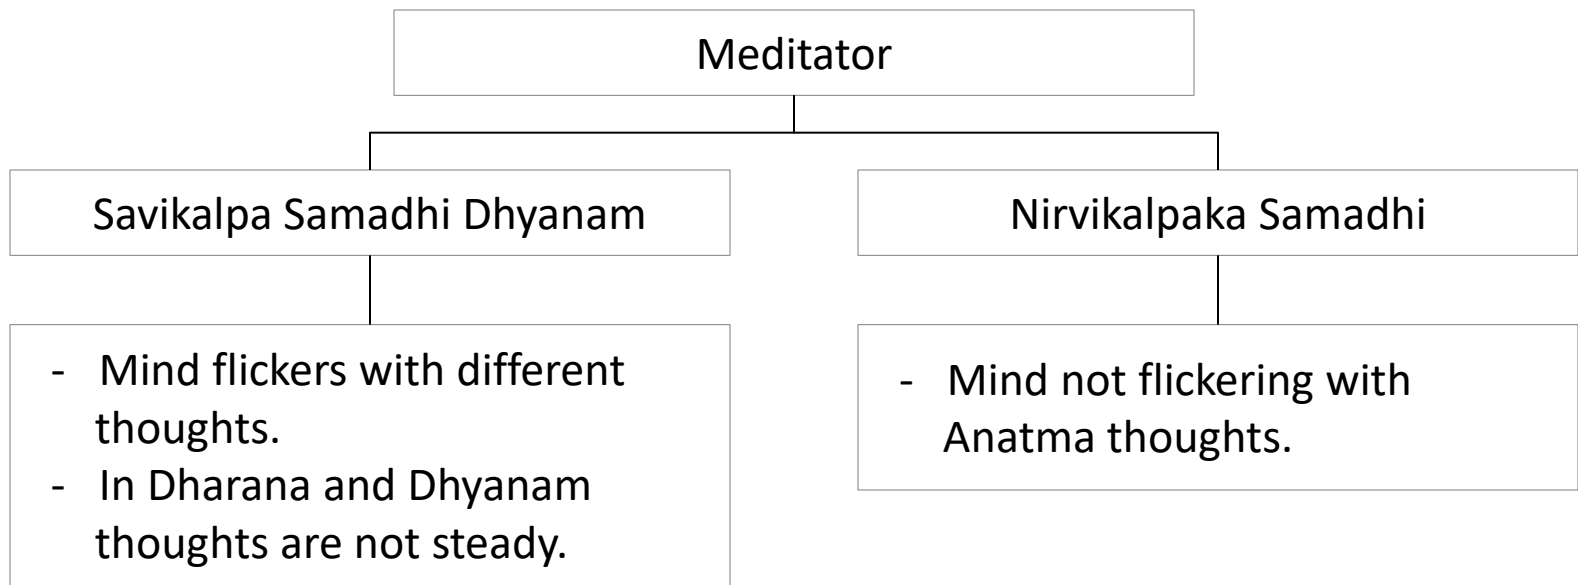 Meditator
Savikalpa Samadhi Dhyanam
Nirvikalpaka Samadhi
- Mind flickers with different
thoughts.
- In Dharana and Dhyanam
thoughts are not steady.
- Mind not flickering with
Anatma thoughts.